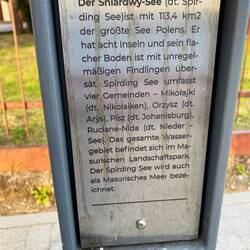 Der Śniardwy-See (dt. Spir-
ding See)ist mit 113,4 km2
der größte See Polens. Er
hat acht Inseln und sein fla-
cher Boden ist mit unregel-
mäßigen Findlingen über-
sät. Spirding See umfasst
vier Gemeinden – Mikołajki
(dt. Nikolaiken), Orzysz (dt.
Arys), Pisz (dt. Johanisburg),
Ruciane-Nida (dt. Nieder –
See). Das gesamte Wasser-
gebiet befindet sich im Ma-
surischen Landschaftspark.
Der Spirding See wird auch
als Masurisches Meer beze-
ichnet.